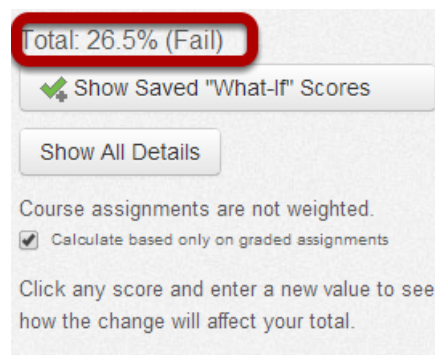 Total: 26.5% (Fail)
Show Saved "What-If" Scores
Show All Details
Course assignments are not weighted.
Calculate based only on graded assignments
Click any score and enter a new value to see
how the change will affect your total.